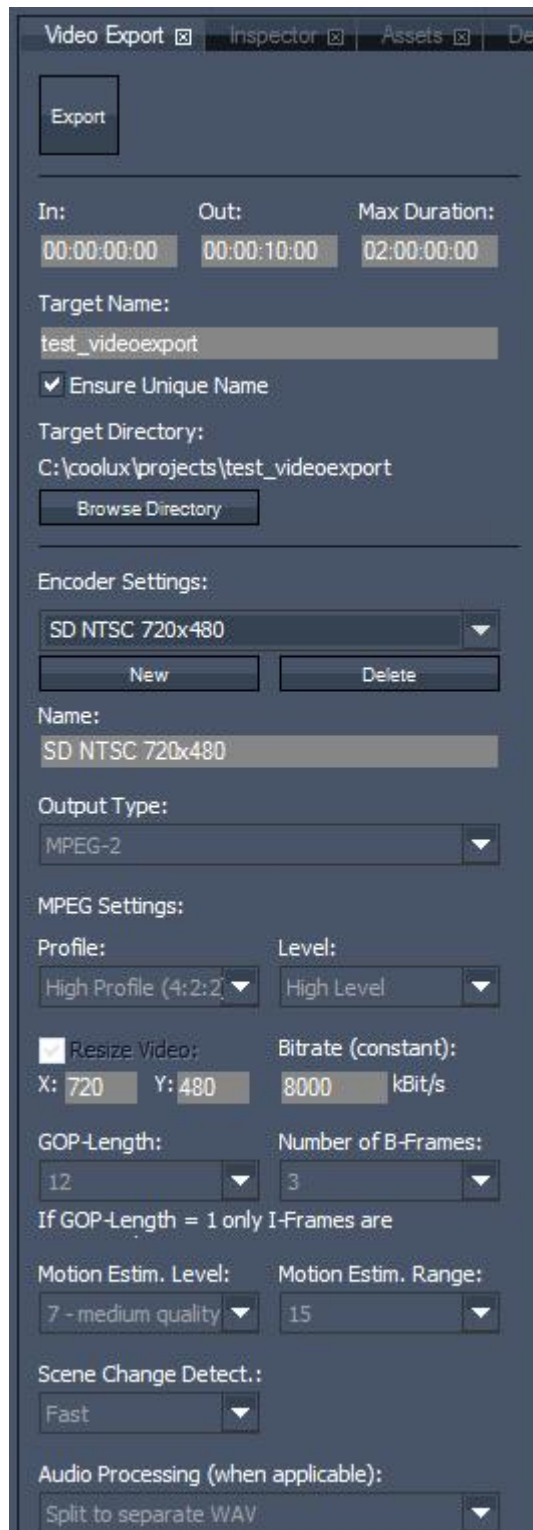 Video Export Inspector Assets De
Export
In: Out: Max Duration:
00:00:00:00 00:00:10:00 02:00:00:00
Target Name:
test_videoexport
Ensure Unique Name
Target Directory:
C:\coolux\projects\test_videoexport
Browse Directory
Encoder Settings:
SD NTSC 720x480
New Delete
Name:
SD NTSC 720x480
Output Type:
MPEG-2
MPEG Settings:
Profile: Level:
High Profile (4:2:2) High Level
Resize Video: Bitrate (constant):
X: 720 Y: 480 8000 kBit/s
GOP-Length: Number of B-Frames:
12 3
If GOP-Length = 1 only I-Frames are
Motion Estim. Level: Motion Estim. Range:
7 - medium quality 15
Scene Change Detect.:
Fast
Audio Processing (when applicable):
Split to separate WAV